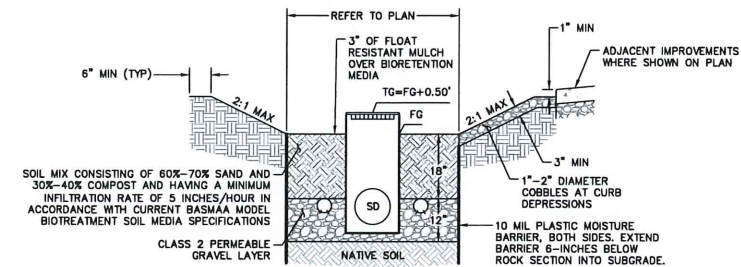 REFER TO PLAN
1" MIN
3" OF FLOAT
RESISTANT MULCH
OVER BIORETENTION
MEDIA
ADJACENT IMPROVEMENTS
WHERE SHOWN ON PLAN
6" MIN (TYP)
TG=FG+0.50'
2:1 MAX
FG
2:1 MAX
3" MIN
SOIL MIX CONSISTING OF 60%-70% SAND AND
30%-40% COMPOST AND HAVING A MINIMUM
INFILTRATION RATE OF 5 INCHES/HOUR IN
ACCORDANCE WITH CURRENT BASMAA MODEL
BIOTREATMENT SOIL MEDIA SPECIFICATIONS
18"
1"-2" DIAMETER
COBBLES AT CURB
DEPRESSIONS
SD
12"
CLASS 2 PERMEABLE
GRAVEL LAYER
10 MIL PLASTIC MOISTURE
BARRIER, BOTH SIDES. EXTEND
BARRIER 6-INCHES BELOW
ROCK SECTION INTO SUBGRADE.
NATIVE SOIL